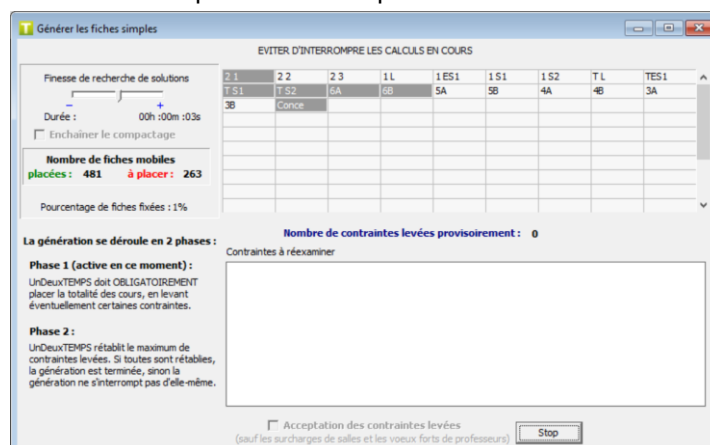 Générer les fiches simples
EVITER D'INTERROMPRE LES CALCULS EN COURS
Finesse de recherche de solutions
− +
Durée : 00h :00m :03s
Enchaîner le compactage
Nombre de fiches mobiles
placées : 481 à placer : 263
Pourcentage de fiches fixées : 1%
2 1 2 2 2 3 1 L 1 ES1 1 S1 1 S2 T L TES1
T S1 T S2 6A 6B 5A 5B 4A 4B 3A
3B Conce
Nombre de contraintes levées provisoirement : 0
La génération se déroule en 2 phases :
Contraintes à réexaminer
Phase 1 (active en ce moment) :
UnDeuxTEMPS doit OBLIGATOIREMENT
placer la totalité des cours, en levant
éventuellement certaines contraintes.
Phase 2 :
UnDeuxTEMPS rétablit le maximum de
contraintes levées. Si toutes sont rétablies,
la génération est terminée, sinon la
génération ne s'interrompt pas d'elle-même.
Acceptation des contraintes levées
(sauf les surcharges de salles et les voeux forts de professeurs)
Stop